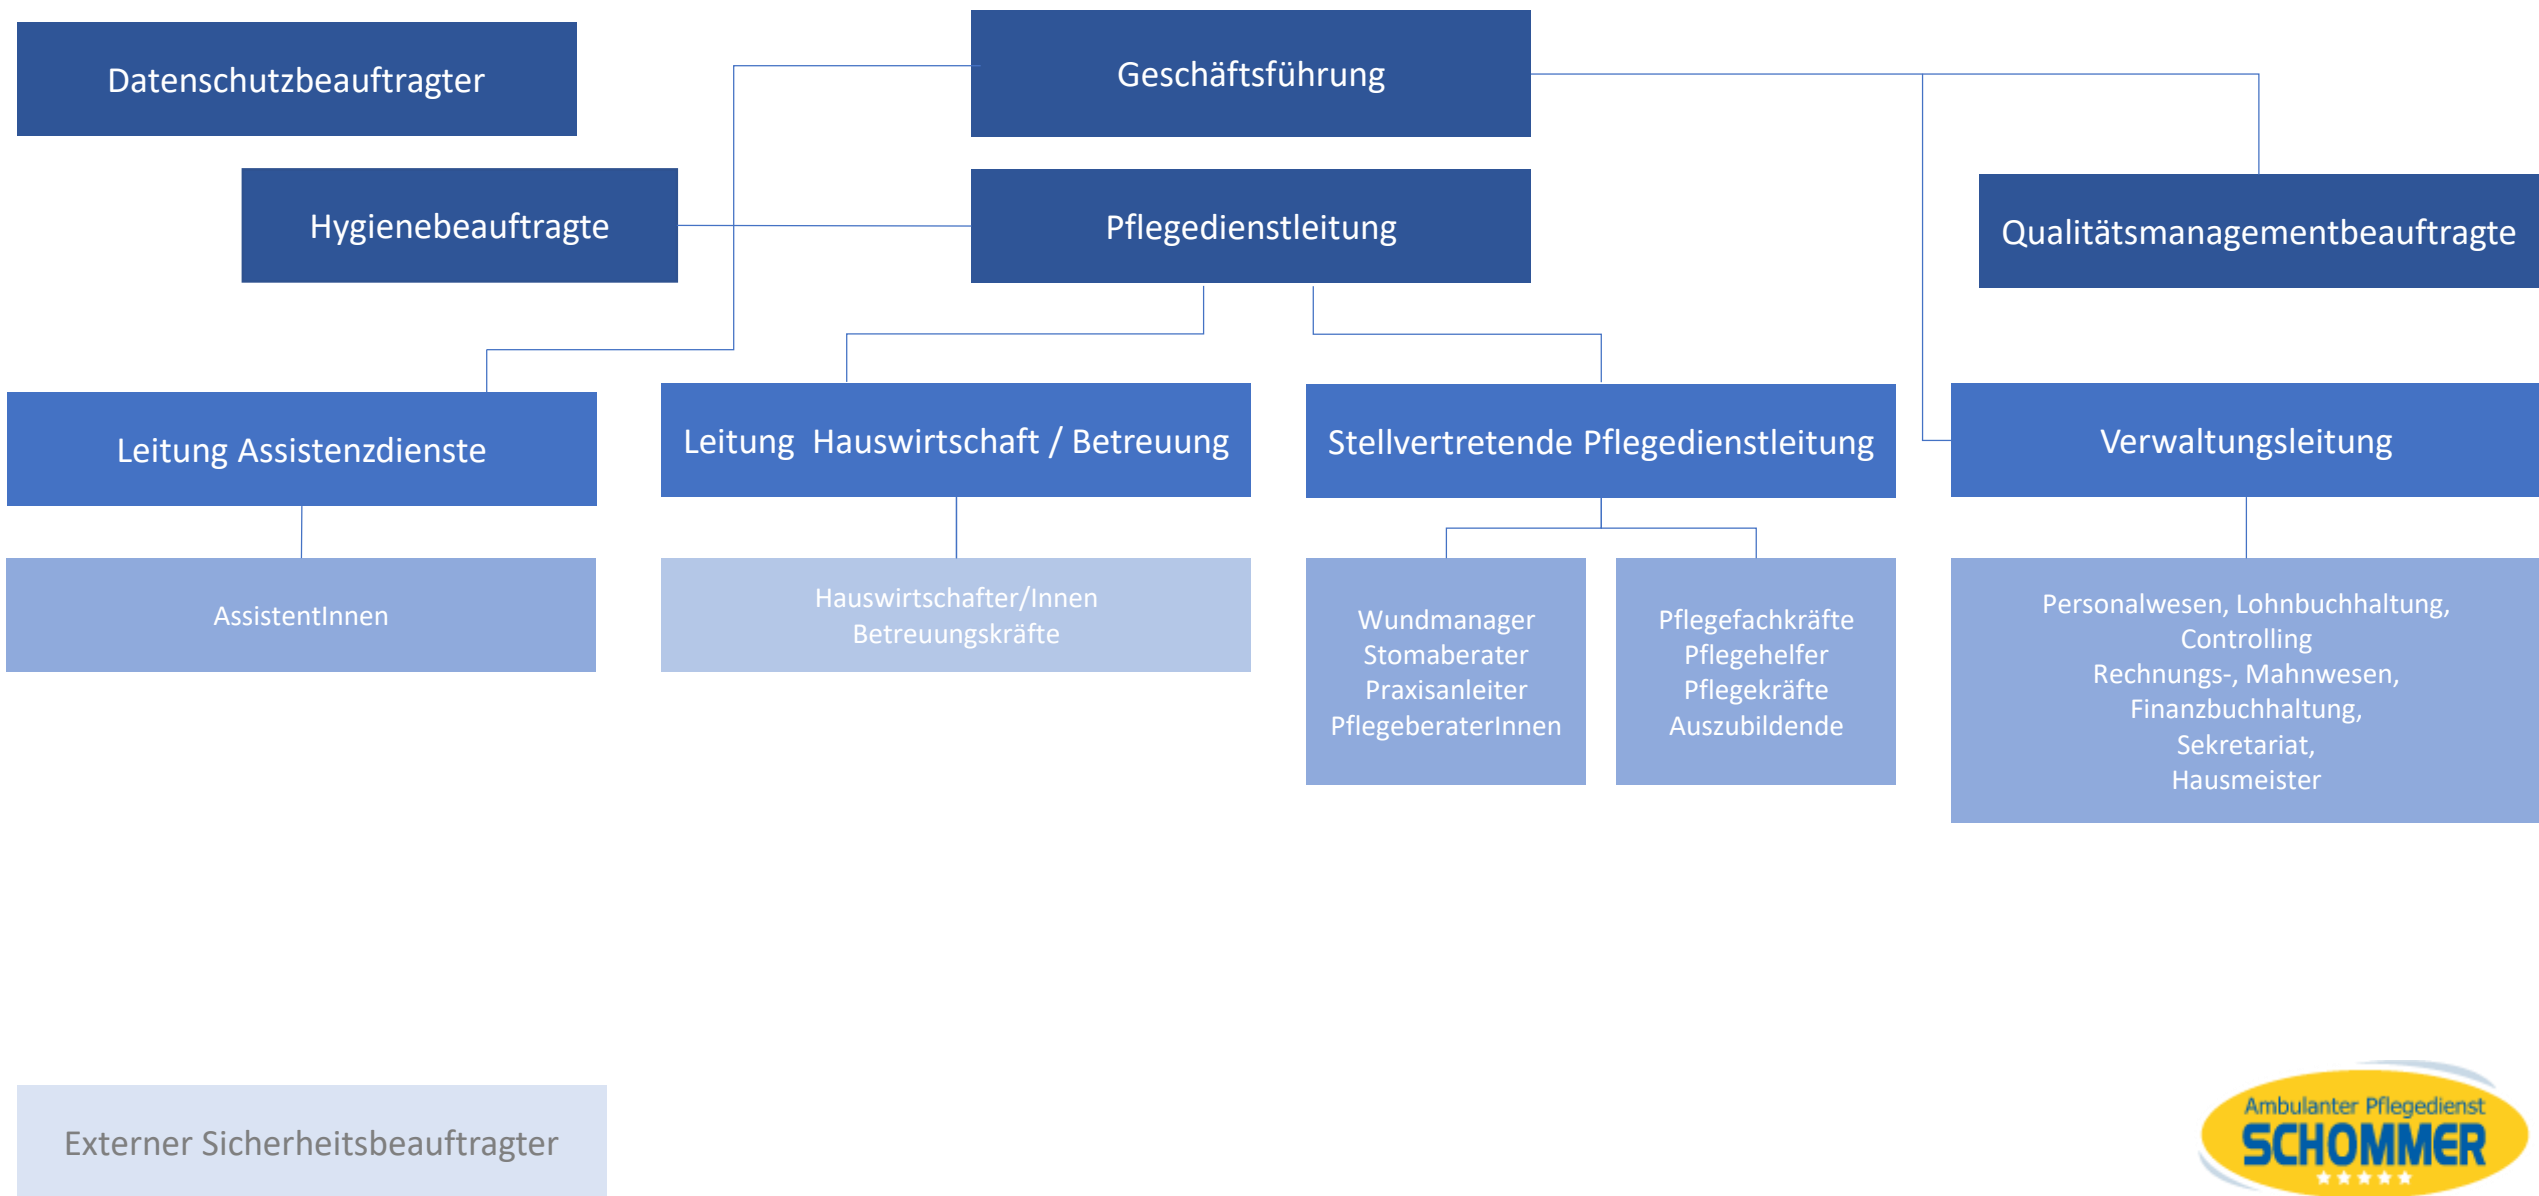 Datenschutzbeauftragter
Geschäftsführung
Hygienebeauftragte
Pflegedienstleitung
Qualitätsmanagementbeauftragte
Leitung Assistenzdienste
Leitung Hauswirtschaft / Betreuung
Stellvertretende Pflegedienstleitung
Verwaltungsleitung
AssistentInnen
Hauswirtschafter/Innen
Betreuungskräfte
Wundmanager
Stomaberater
Praxisanleiter
PflegeberaterInnen
Pflegefachkräfte
Pflegehelfer
Pflegekräfte
Auszubildende
Personalwesen, Lohnbuchhaltung,
Controlling
Rechnungs-, Mahnwesen,
Finanzbuchhaltung,
Sekretariat,
Hausmeister
Externer Sicherheitsbeauftragter
Ambulanter Pflegedienst
SCHOMMER